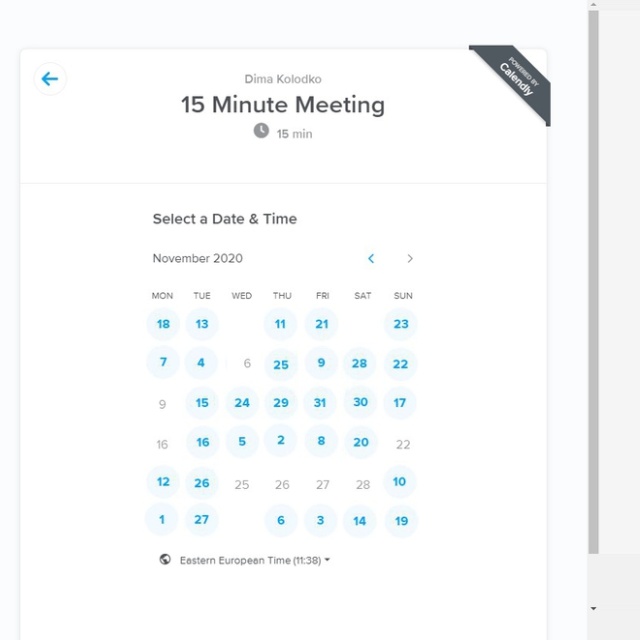 Dima Kolodko
15 Minute Meeting
15 min
POWERED BY
Calendly
Select a Date & Time
November 2020
MON TUE WED THU FRI SAT SUN
18 13 11 21 23
7 4 6 25 9 28 22
9 15 24 29 31 30 17
16 16 5 2 8 20 22
12 26 25 26 27 28 10
1 27 6 3 14 19
Eastern European Time (11:38)